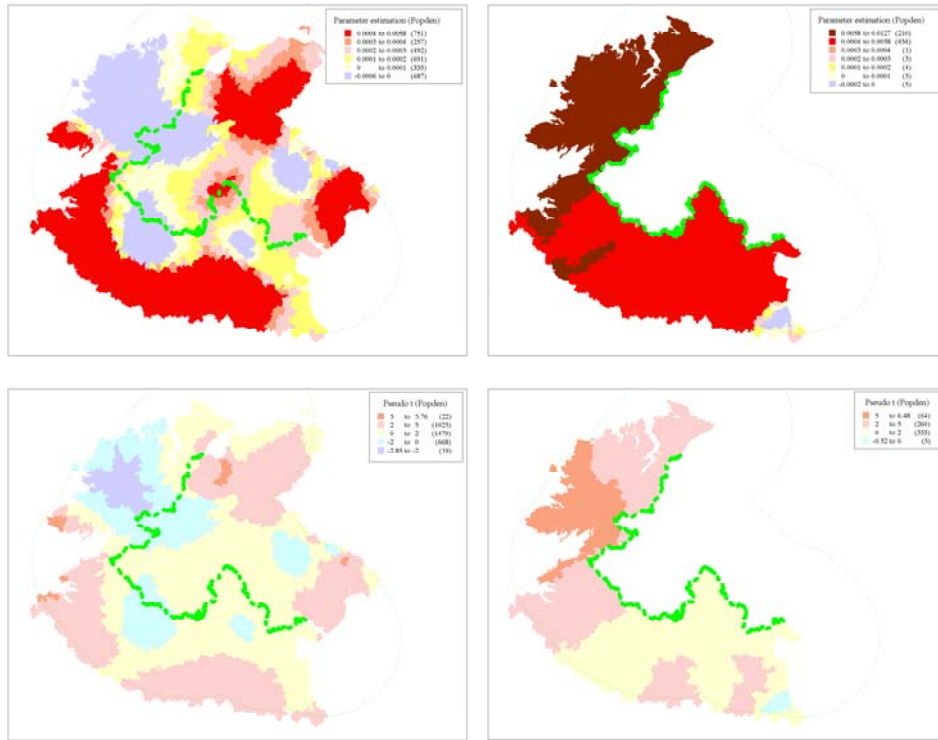 Parameter estimation (Popden)
0.0004 to 0.0058 (751)
0.0003 to 0.0004 (257)
0.0002 to 0.0003 (492)
0.0001 to 0.0002 (691)
0 to 0.0001 (335)
-0.0006 to 0 (687)
Parameter estimation (Popden)
0.0058 to 0.0127 (210)
0.0004 to 0.0058 (434)
0.0003 to 0.0004 (1)
0.0002 to 0.0003 (3)
0.0001 to 0.0002 (4)
0 to 0.0001 (5)
-0.0002 to 0 (5)
Pseudo t (Popden)
5 to 5.76 (22)
2 to 5 (1025)
0 to 2 (1479)
-2 to 0 (668)
-2.85 to -2
Pseudo t (Popden)
5 to 6.48 (64)
2 to 5 (260)
0 to 2 (333)
-0.52 to 0 (5)